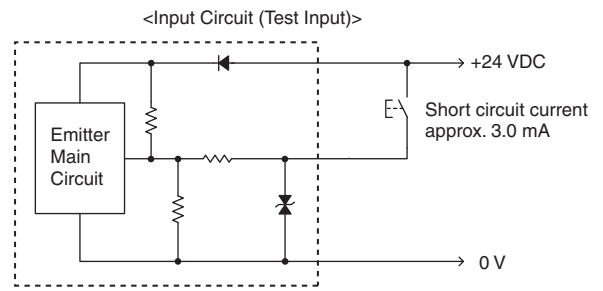 <Input Circuit (Test Input)>
+24 VDC
Short circuit current
approx. 3.0 mA
Emitter
Main
Circuit
0 V